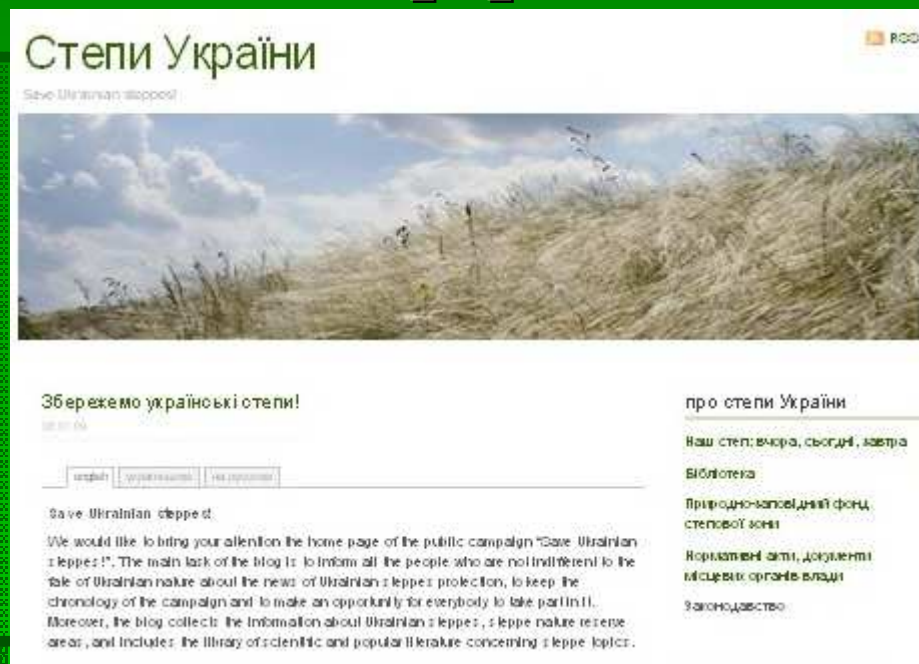 Степи України
RSS
Save Ukrainian steppes!
Збережемо українські степи!
english українською на русском
Save Ukrainian steppes!
We would like to bring your attention the home page of the public campaign "Save Ukrainian
steppes!". The main task of the blog is to inform all the people who are not indifferent to the
fate of Ukrainian nature about the news of Ukrainian steppes protection, to keep the
chronology of the campaign and to make an opportunity for everybody to take part in it.
Moreover, the blog collects the information about Ukrainian steppes, steppe nature reserve
areas, and includes the library of scientific and popular literature concerning steppe topics.
про степи України
Наш степ: вчора, сьогодні, завтра
Бібліотека
Природно-заповідний фонд
степової зони
Нормативні акти, документи
місцевих органів влади
Законодавство